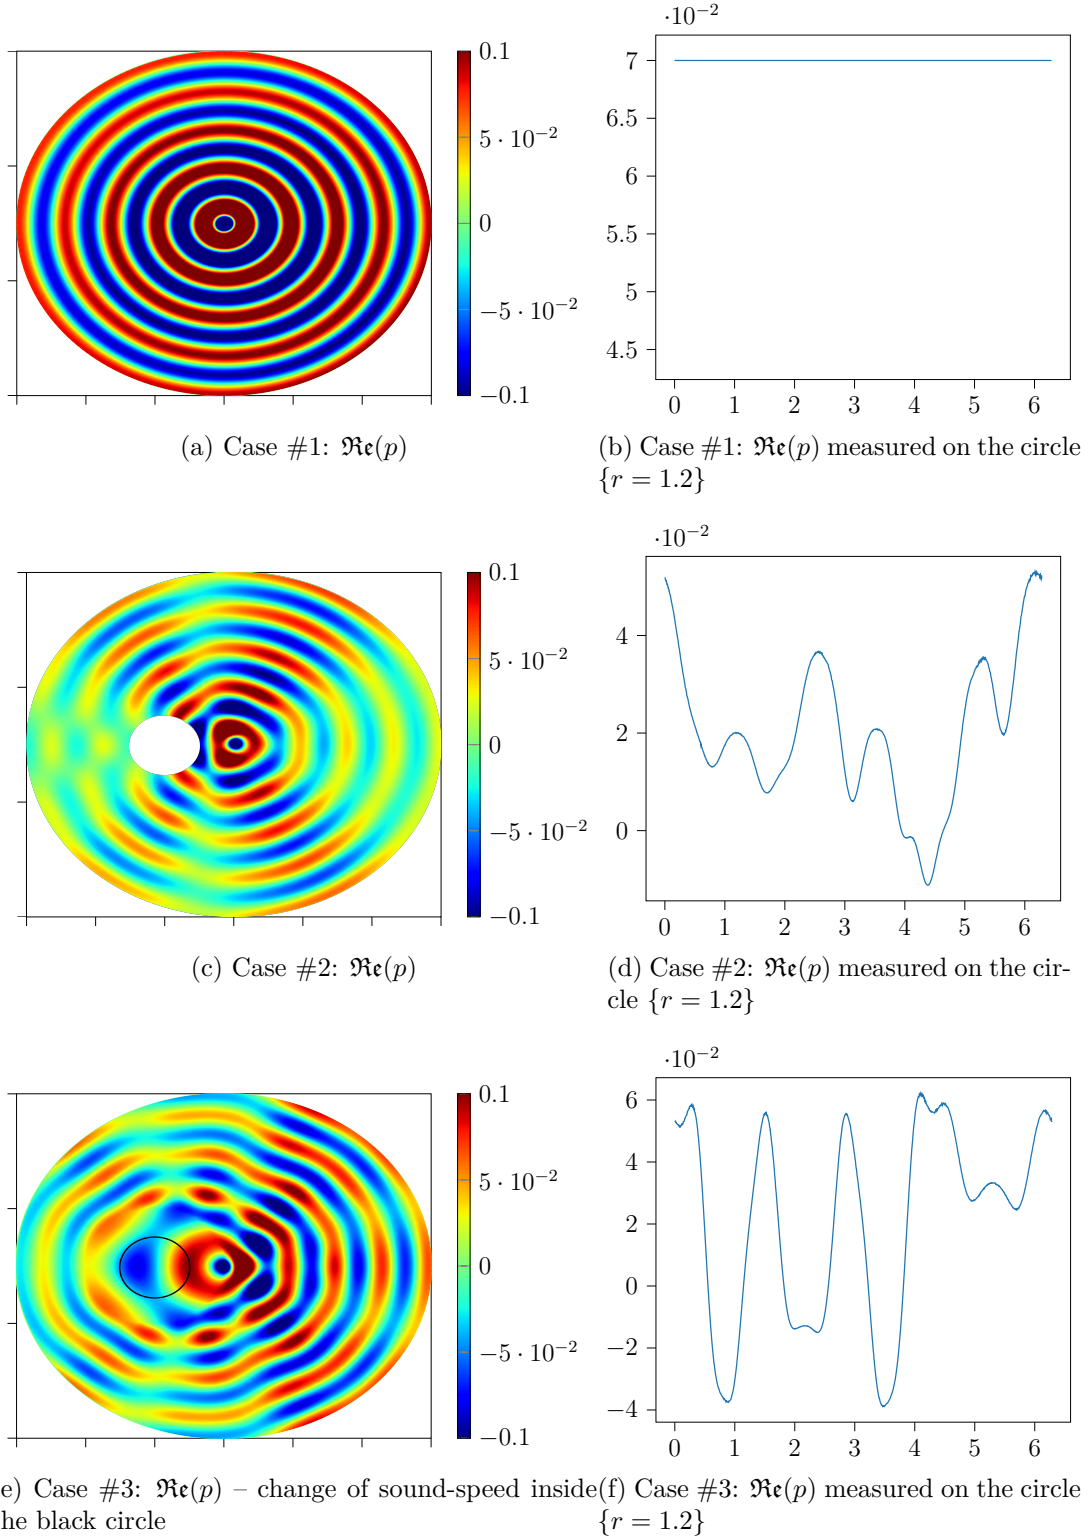 ·10⁻²
0.1
5 · 10⁻²
0
−5 · 10⁻²
−0.1
7
6.5
6
5.5
5
4.5
0 1 2 3 4 5 6
(a) Case #1: ℜ𝔢(p)
(b) Case #1: ℜ𝔢(p) measured on the circle
{r = 1.2}
·10⁻²
0.1
5 · 10⁻²
0
−5 · 10⁻²
−0.1
4
2
0
0 1 2 3 4 5 6
(c) Case #2: ℜ𝔢(p)
(d) Case #2: ℜ𝔢(p) measured on the cir-
cle {r = 1.2}
·10⁻²
0.1
5 · 10⁻²
0
−5 · 10⁻²
−0.1
6
4
2
0
−2
−4
0 1 2 3 4 5 6
e) Case #3: ℜ𝔢(p) – change of sound-speed inside
he black circle
(f) Case #3: ℜ𝔢(p) measured on the circle
{r = 1.2}